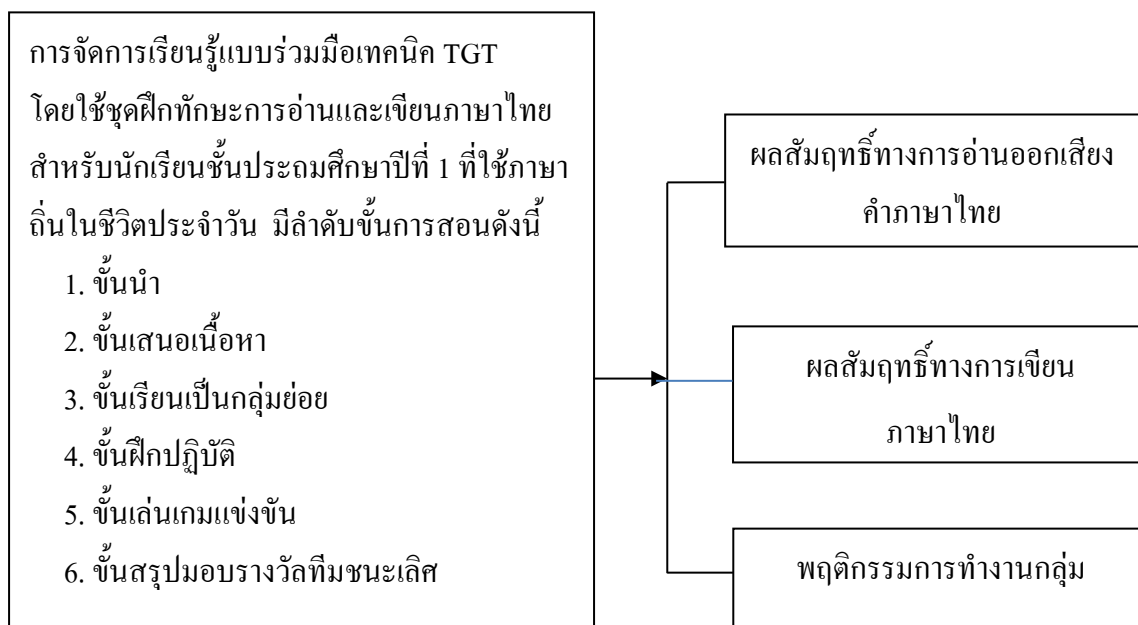 การจัดการเรียนรู้แบบร่วมมือเทคนิค TGT
โดยใช้ชุดฝึกทักษะการอ่านและเขียนภาษาไทย
สำหรับนักเรียนชั้นประถมศึกษาปีที่ 1 ที่ใช้ภาษา
ถิ่นในชีวิตประจำวัน มีลำดับขั้นการสอนดังนี้
1. ขั้นนำ
2. ขั้นเสนอเนื้อหา
3. ขั้นเรียนเป็นกลุ่มย่อย
4. ขั้นฝึกปฏิบัติ
5. ขั้นเล่นเกมแข่งขัน
6. ขั้นสรุปมอบรางวัลทีมชนะเลิศ
ผลสัมฤทธิ์ทางการอ่านออกเสียง
คำภาษาไทย
ผลสัมฤทธิ์ทางการเขียน
ภาษาไทย
พฤติกรรมการทำงานกลุ่ม